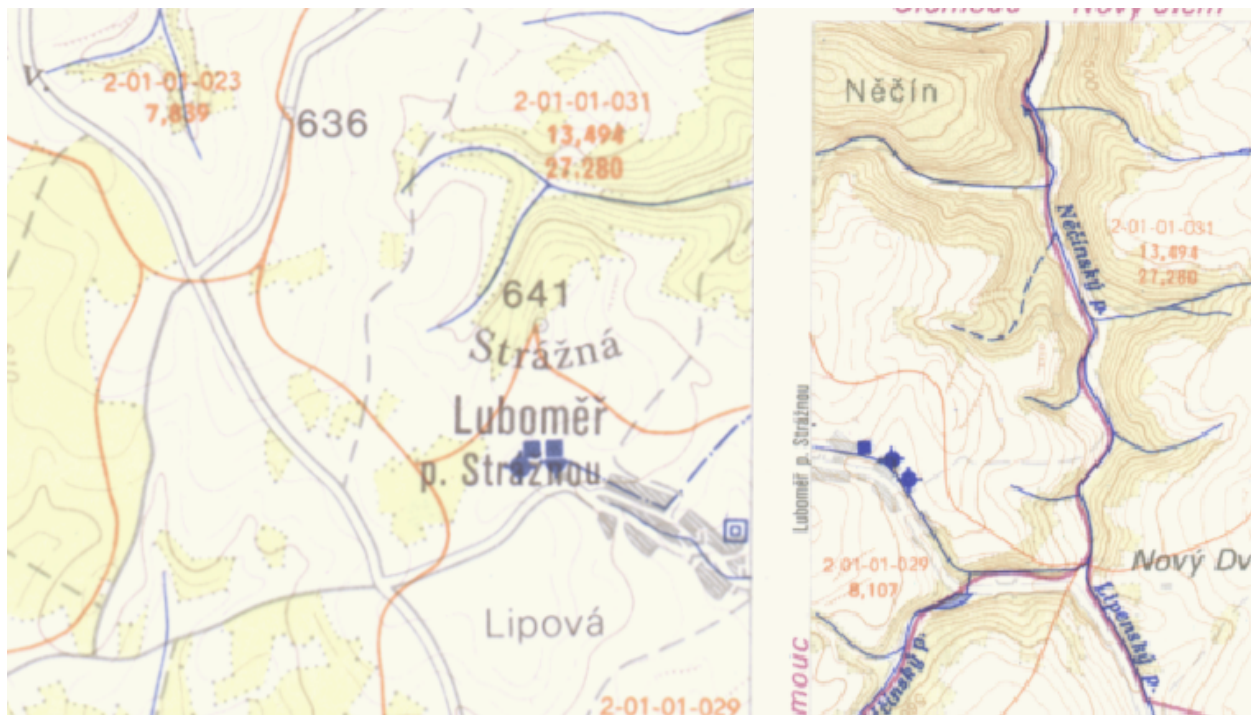 v.
2-01-01-023
7,839
636
2-01-01-031
13,494
27.280
641
Strážná
Luboměř
p. Strážnou
Lipová
2-01-01-029
Olomouc Nový Jičín
Něčín
Něčínský p.
2-01-01-031
13,494
27,280
Luboměř p. Strážnou
2-01-01-029
8,107
Nový Dv
Lipenský p.
mouc